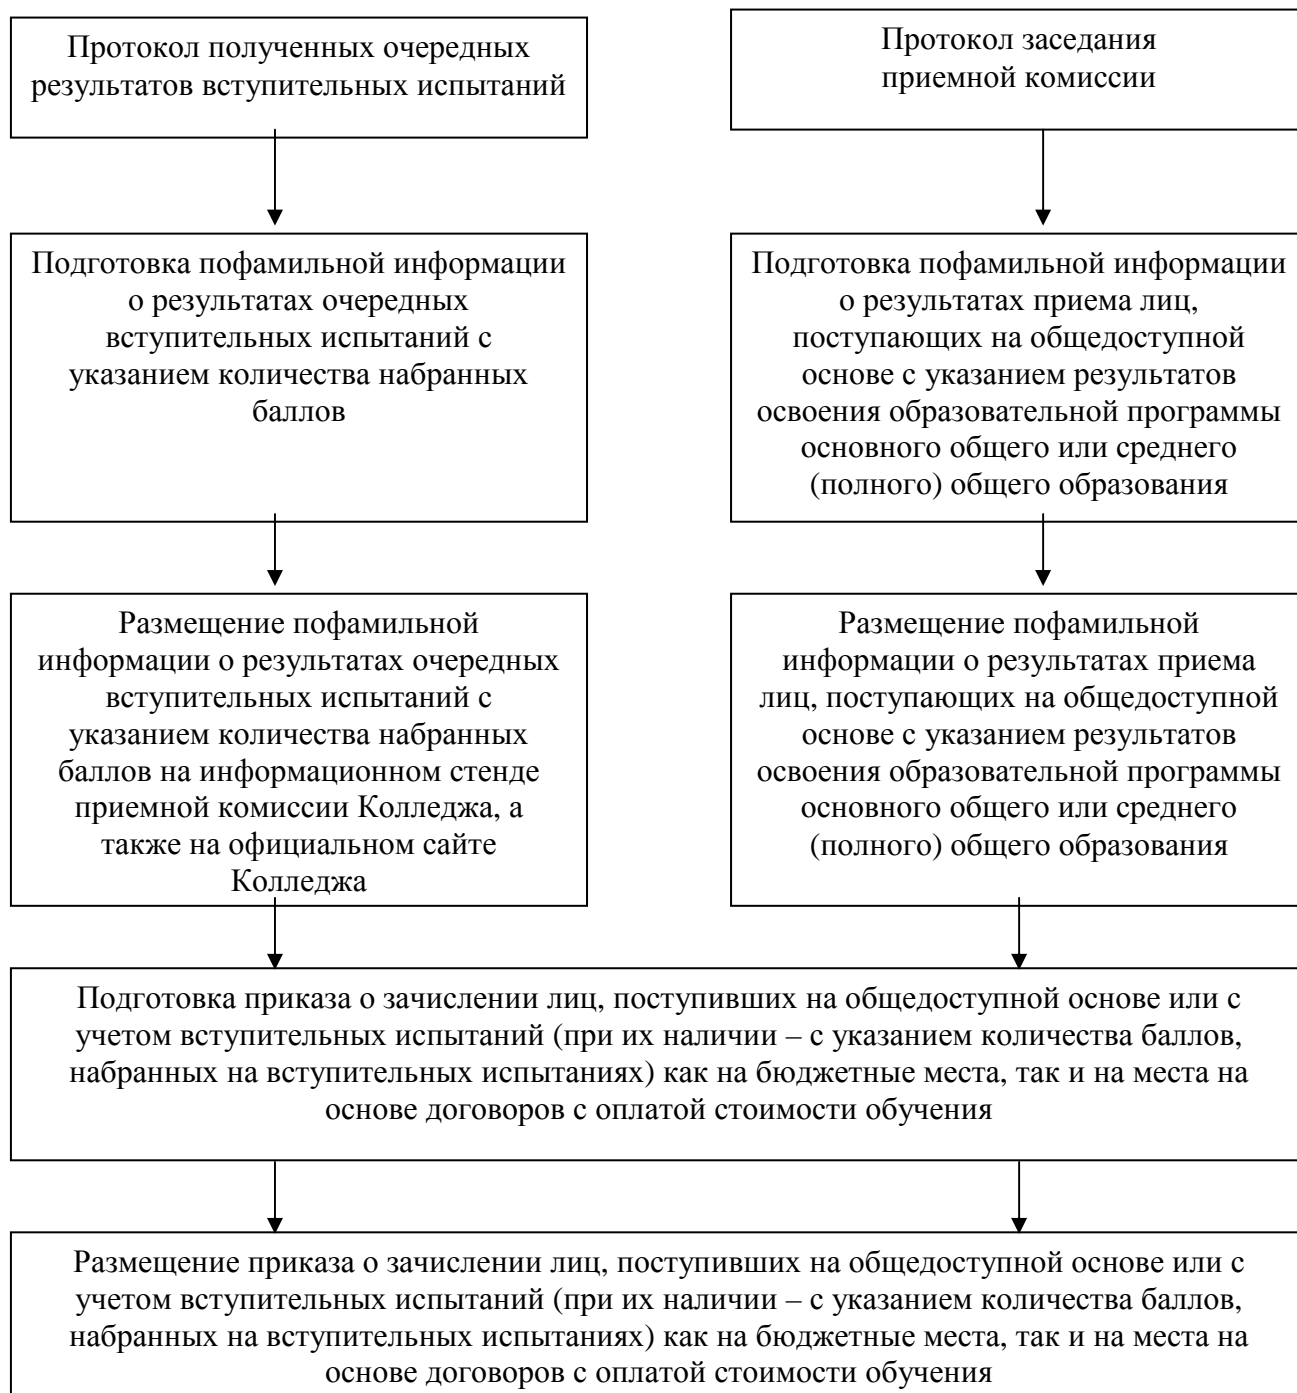 Протокол полученных очередных
результатов вступительных испытаний
Протокол заседания
приемной комиссии
Подготовка пофамильной информации
о результатах очередных
вступительных испытаний с
указанием количества набранных
баллов
Подготовка пофамильной информации
о результатах приема лиц,
поступающих на общедоступной
основе с указанием результатов
освоения образовательной программы
основного общего или среднего
(полного) общего образования
Размещение пофамильной
информации о результатах очередных
вступительных испытаний с
указанием количества набранных
баллов на информационном стенде
приемной комиссии Колледжа, а
также на официальном сайте
Колледжа
Размещение пофамильной
информации о результатах приема
лиц, поступающих на общедоступной
основе с указанием результатов
освоения образовательной программы
основного общего или среднего
(полного) общего образования
Подготовка приказа о зачислении лиц, поступивших на общедоступной основе или с
учетом вступительных испытаний (при их наличии – с указанием количества баллов,
набранных на вступительных испытаниях) как на бюджетные места, так и на места на
основе договоров с оплатой стоимости обучения
Размещение приказа о зачислении лиц, поступивших на общедоступной основе или с
учетом вступительных испытаний (при их наличии – с указанием количества баллов,
набранных на вступительных испытаниях) как на бюджетные места, так и на места на
основе договоров с оплатой стоимости обучения